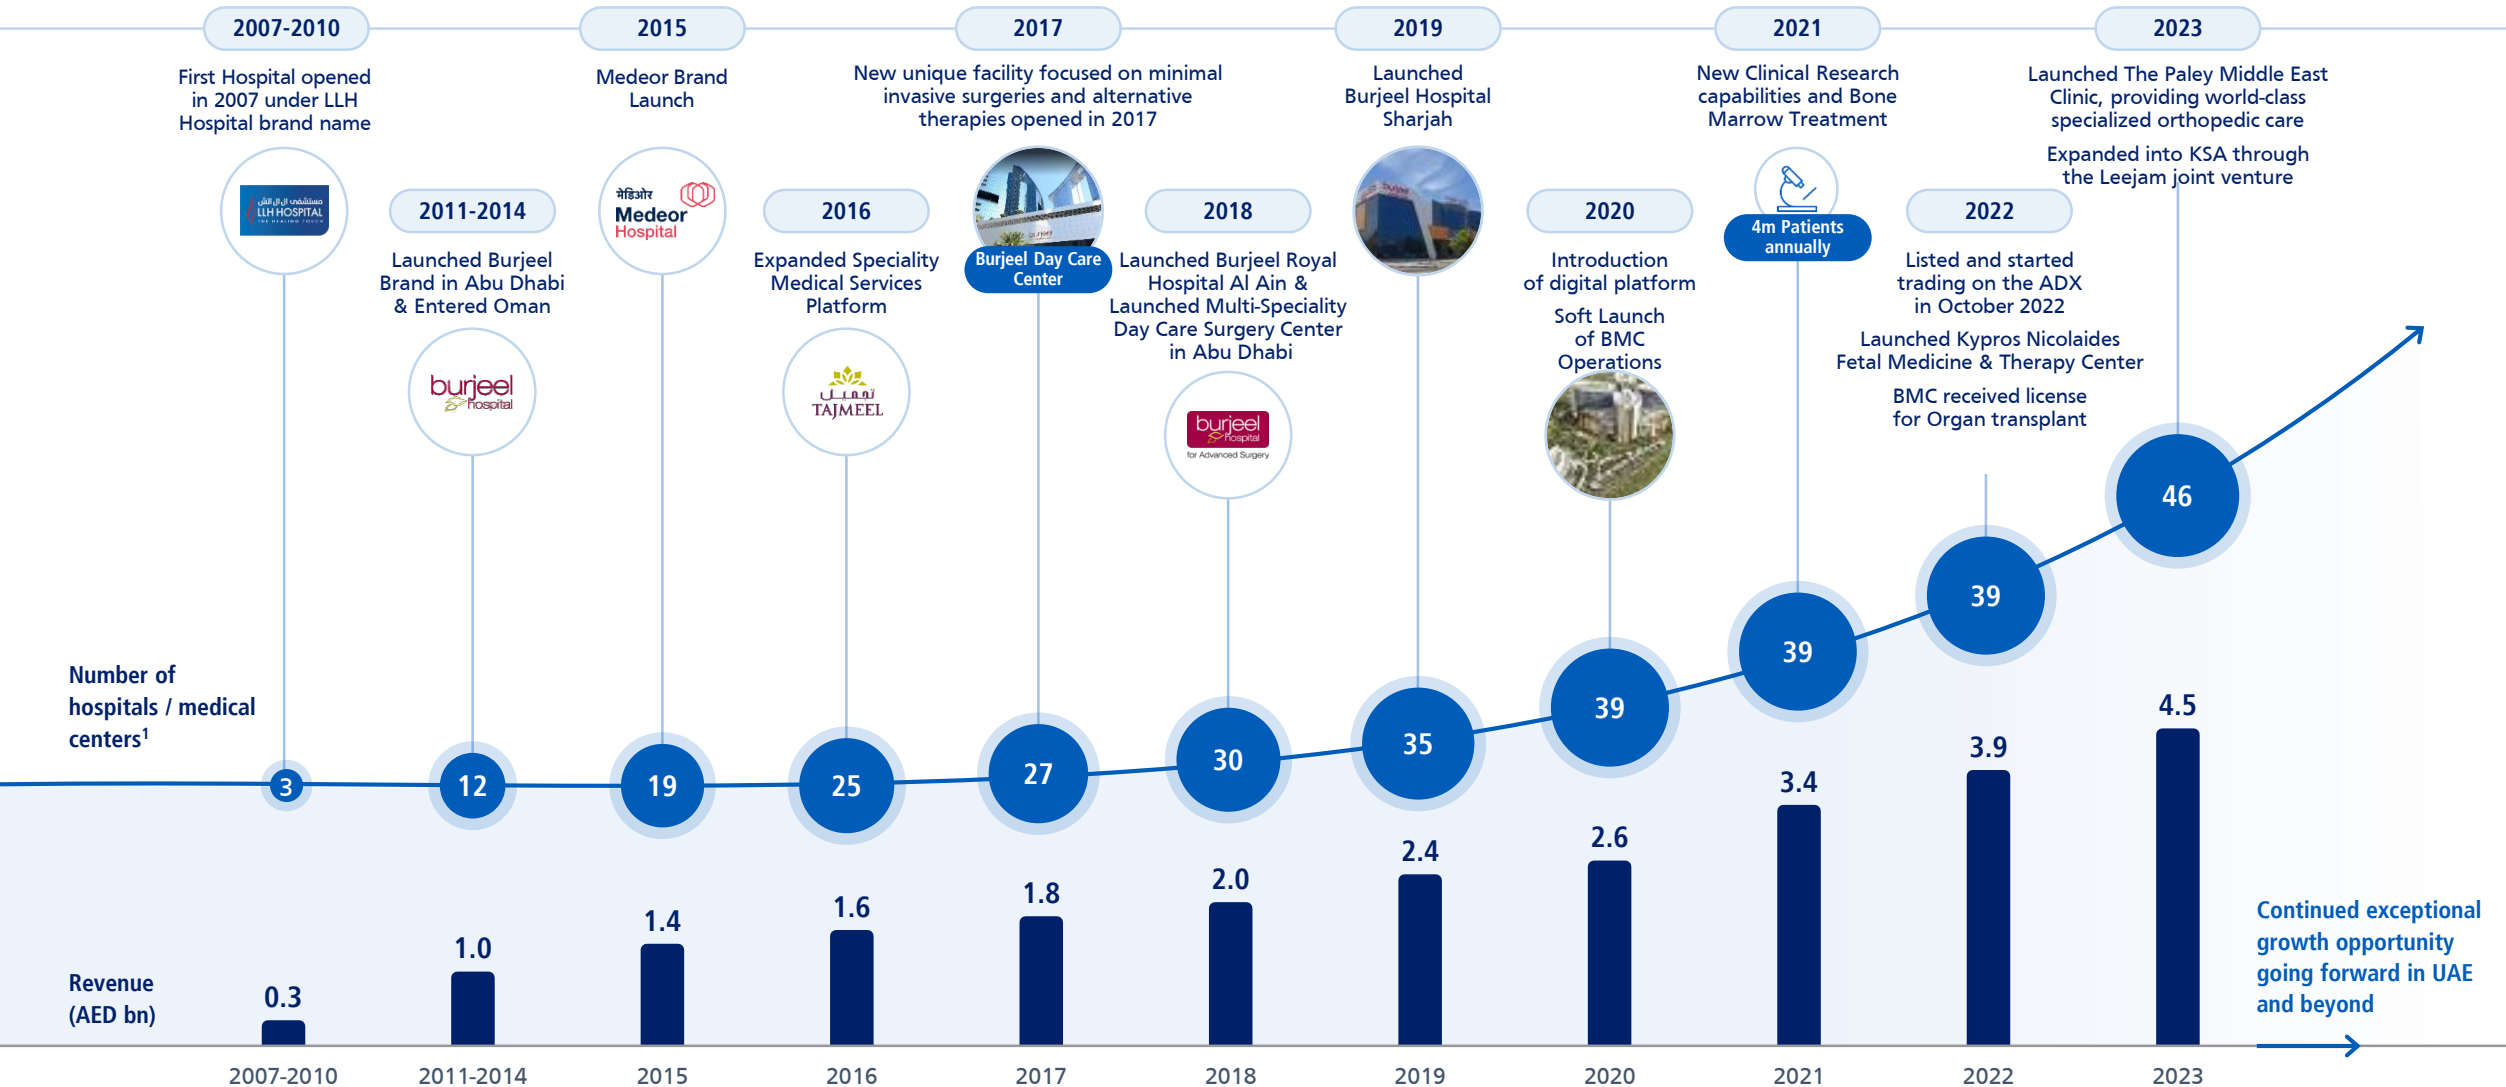 2007-2010
First Hospital opened
in 2007 under LLH
Hospital brand name
مستشفى ال ال اتش
LLH HOSPITAL
THE HEALING TOUCH
2011-2014
Launched Burjeel
Brand in Abu Dhabi
& Entered Oman
burjeel
hospital
2015
Medeor Brand
Launch
मेडिओर
Medeor
Hospital
2016
Expanded Speciality
Medical Services
Platform
تجميل
TAJMEEL
2017
New unique facility focused on minimal
invasive surgeries and alternative
therapies opened in 2017
burjeel
Burjeel Day Care
Center
2018
Launched Burjeel Royal
Hospital Al Ain &
Launched Multi-Speciality
Day Care Surgery Center
in Abu Dhabi
burjeel
hospital
for Advanced Surgery
2019
Launched
Burjeel Hospital
Sharjah
burjeel
2020
Introduction
of digital platform
Soft Launch
of BMC
Operations
2021
New Clinical Research
capabilities and Bone
Marrow Treatment
4m Patients
annually
2022
Listed and started
trading on the ADX
in October 2022
Launched Kypros Nicolaides
Fetal Medicine & Therapy Center
BMC received license
for Organ transplant
2023
Launched The Paley Middle East
Clinic, providing world-class
specialized orthopedic care
Expanded into KSA through
the Leejam joint venture
Number of
hospitals / medical
centers1
3
12
19
25
27
30
35
39
39
39
46
Revenue
(AED bn)
0.3
1.0
1.4
1.6
1.8
2.0
2.4
2.6
3.4
3.9
4.5
Continued exceptional
growth opportunity
going forward in UAE
and beyond
2007-2010
2011-2014
2015
2016
2017
2018
2019
2020
2021
2022
2023